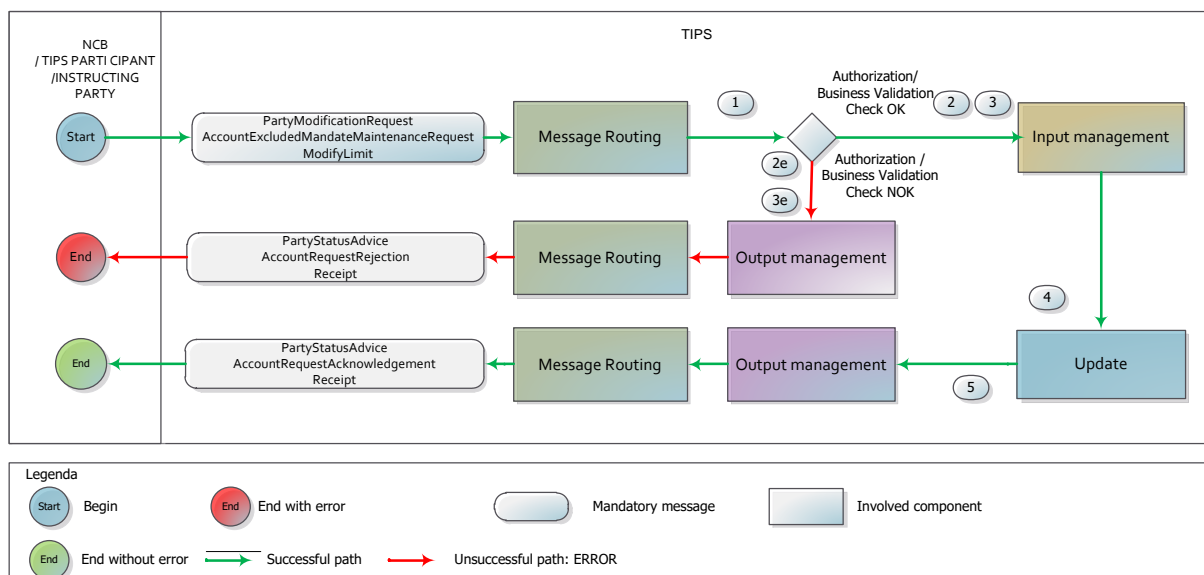 NCB
/ TIPS PARTI CIPANT
/INSTRUCTING
PARTY
TIPS
Start
PartyModificationRequest
AccountExcludedMandateMaintenanceRequest
ModifyLimit
Message Routing
1
Authorization/
Business Validation
Check OK
2
3
Input management
2e
3e
Authorization /
Business Validation
Check NOK
End
PartyStatusAdvice
AccountRequestRejection
Receipt
Message Routing
Output management
4
End
PartyStatusAdvice
AccountRequestAcknowledgement
Receipt
Message Routing
Output management
5
Update
Legenda
Start
Begin
End
End with error
Mandatory message
Involved component
End
End without error
Successful path
Unsuccessful path: ERROR